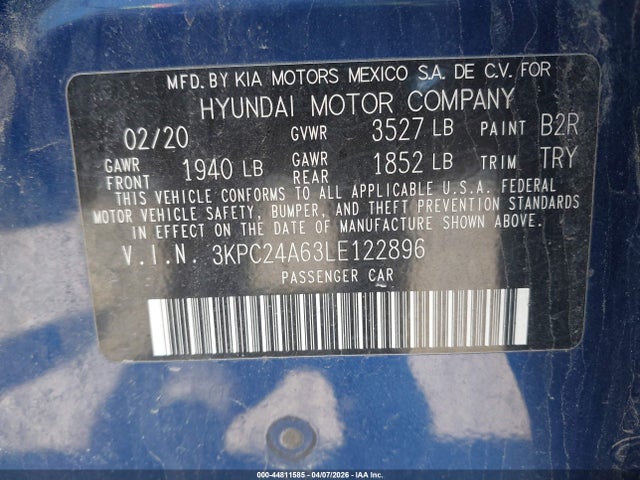 MFD. BY KIA MOTORS MEXICO S.A. DE C.V. FOR
HYUNDAI MOTOR COMPANY
02/20 GVWR 3527 LB PAINT B2R
GAWR FRONT 1940 LB GAWR REAR 1852 LB TRIM TRY
THIS VEHICLE CONFORMS TO ALL APPLICABLE U.S.A. FEDERAL
MOTOR VEHICLE SAFETY, BUMPER, AND THEFT PREVENTION STANDARDS
IN EFFECT ON THE DATE OF MANUFACTURE SHOWN ABOVE.
V.I.N. 3KPC24A63LE122896
PASSENGER CAR
000-44811585 - 04/07/2026 - IAA Inc.